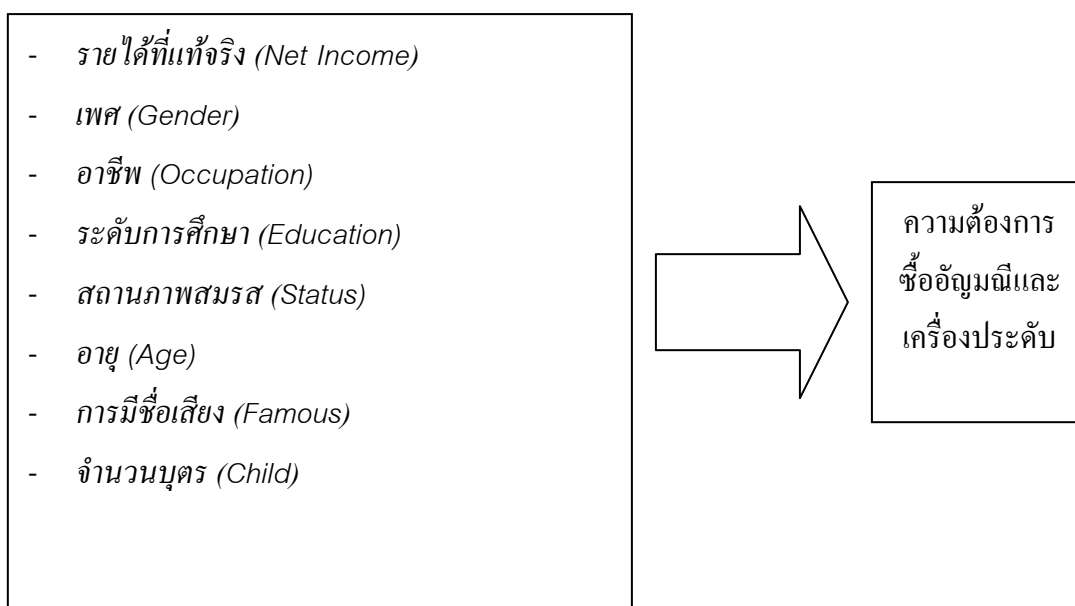 - รายได้ที่แท้จริง (Net Income)
- เพศ (Gender)
- อาชีพ (Occupation)
- ระดับการศึกษา (Education)
- สถานภาพสมรส (Status)
- อายุ (Age)
- การมีชื่อเสียง (Famous)
- จำนวนบุตร (Child)
ความต้องการ
ซื้ออัญมณีและ
เครื่องประดับ